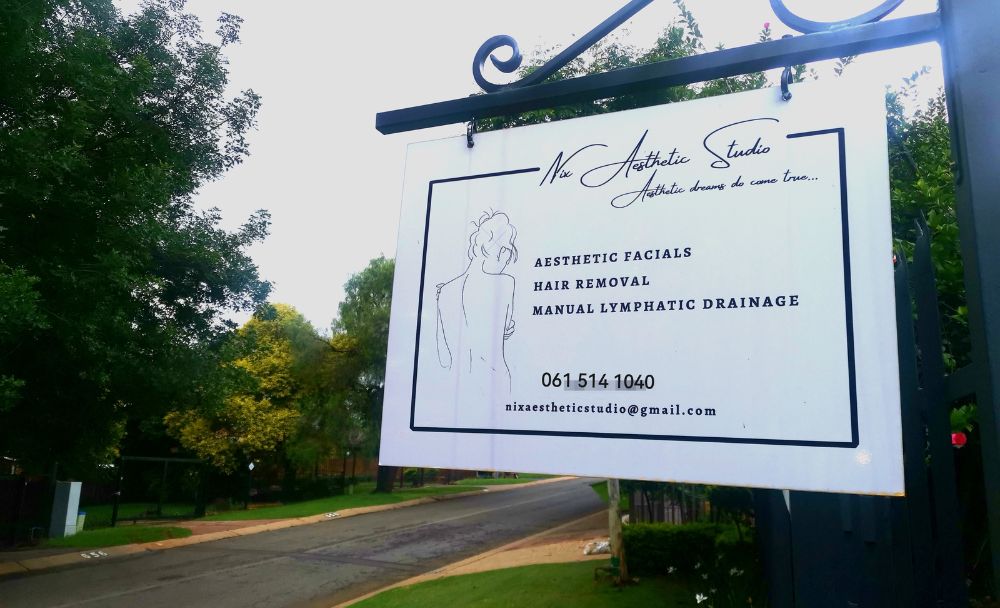 Nix Aesthetic Studio
Aesthetic dreams do come true...
AESTHETIC FACIALS
HAIR REMOVAL
MANUAL LYMPHATIC DRAINAGE
061 514 1040
nixaestheticstudio@gmail.com